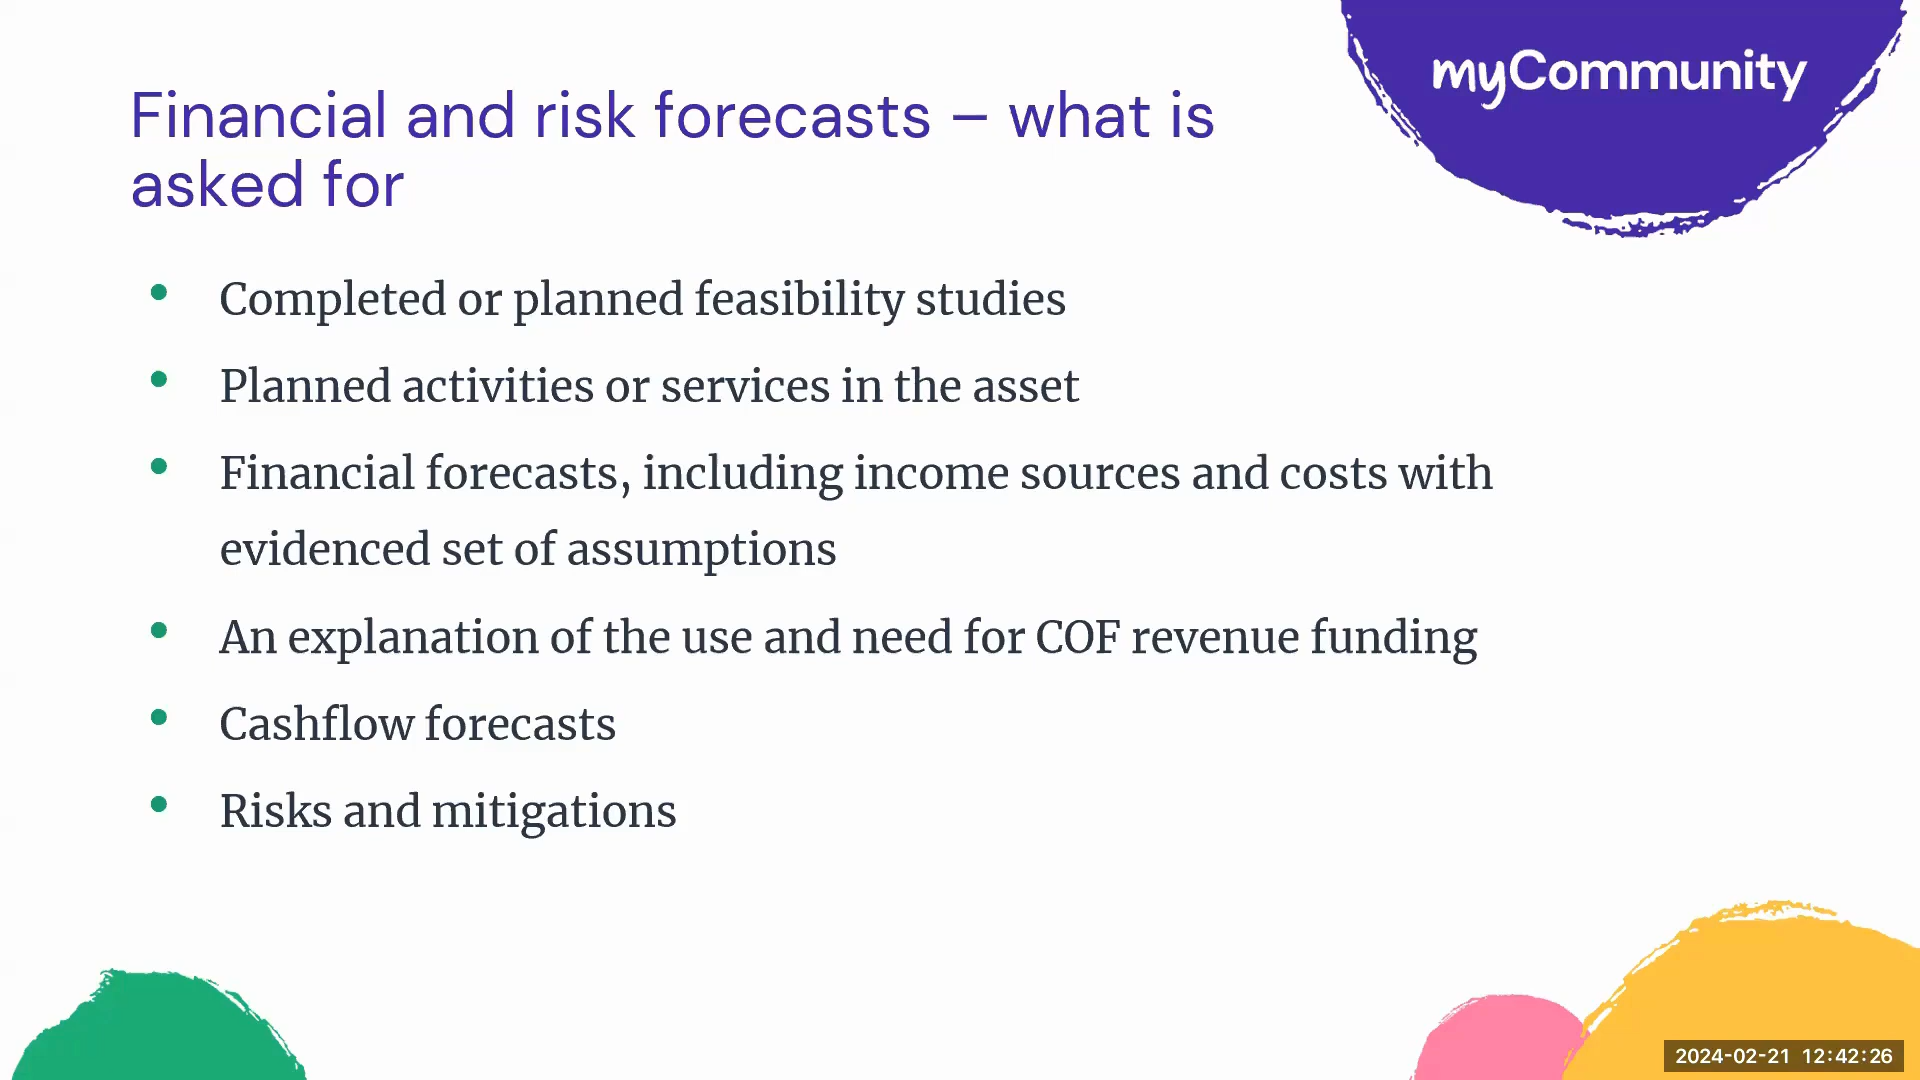 myCommunity
Financial and risk forecasts – what is
asked for
Completed or planned feasibility studies
Planned activities or services in the asset
Financial forecasts, including income sources and costs with
evidenced set of assumptions
An explanation of the use and need for COF revenue funding
Cashflow forecasts
Risks and mitigations
2024-02-21 12:42:26